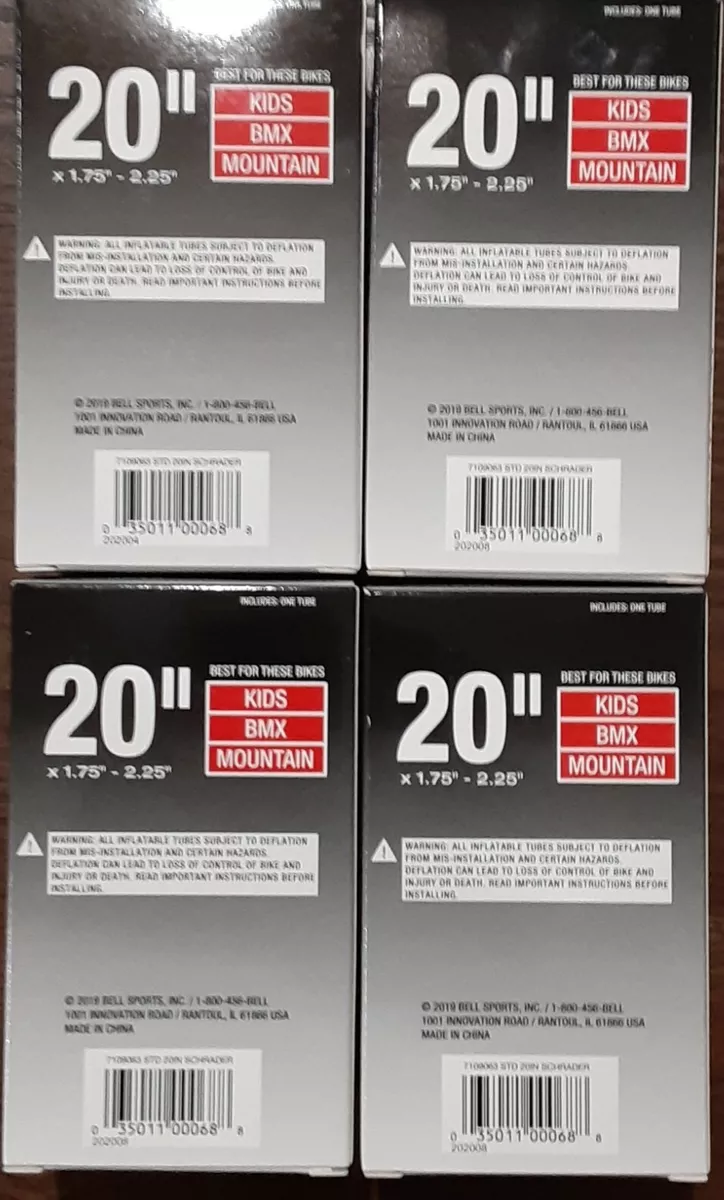 INCLUDES: ONE TUBE
20"
x 1.75" - 2.25"
BEST FOR THESE BIKES
KIDS
BMX
MOUNTAIN
WARNING: ALL INFLATABLE TUBES SUBJECT TO DEFLATION
FROM MIS-INSTALLATION AND CERTAIN HAZARDS.
DEFLATION CAN LEAD TO LOSS OF CONTROL OF BIKE AND
INJURY OR DEATH. READ IMPORTANT INSTRUCTIONS BEFORE
INSTALLING.
© 2019 BELL SPORTS, INC. / 1-800-456-BELL
1001 INNOVATION ROAD / RANTOUL, IL 61866 USA
MADE IN CHINA
7109063 STD 20IN SCHRADER
0 35011 00068 8
202004
INCLUDES: ONE TUBE
20"
x 1.75" - 2.25"
BEST FOR THESE BIKES
KIDS
BMX
MOUNTAIN
WARNING: ALL INFLATABLE TUBES SUBJECT TO DEFLATION
FROM MIS-INSTALLATION AND CERTAIN HAZARDS.
DEFLATION CAN LEAD TO LOSS OF CONTROL OF BIKE AND
INJURY OR DEATH. READ IMPORTANT INSTRUCTIONS BEFORE
INSTALLING.
© 2019 BELL SPORTS, INC. / 1-800-456-BELL
1001 INNOVATION ROAD / RANTOUL, IL 61866 USA
MADE IN CHINA
7109063 STD 20IN SCHRADER
0 35011 00068 8
202008
INCLUDES: ONE TUBE
20"
x 1.75" - 2.25"
BEST FOR THESE BIKES
KIDS
BMX
MOUNTAIN
WARNING: ALL INFLATABLE TUBES SUBJECT TO DEFLATION
FROM MIS-INSTALLATION AND CERTAIN HAZARDS.
DEFLATION CAN LEAD TO LOSS OF CONTROL OF BIKE AND
INJURY OR DEATH. READ IMPORTANT INSTRUCTIONS BEFORE
INSTALLING.
© 2019 BELL SPORTS, INC. / 1-800-456-BELL
1001 INNOVATION ROAD / RANTOUL, IL 61866 USA
MADE IN CHINA
7109063 STD 20IN SCHRADER
0 35011 00068 8
202008
INCLUDES: ONE TUBE
20"
x 1.75" - 2.25"
BEST FOR THESE BIKES
KIDS
BMX
MOUNTAIN
WARNING: ALL INFLATABLE TUBES SUBJECT TO DEFLATION
FROM MIS-INSTALLATION AND CERTAIN HAZARDS.
DEFLATION CAN LEAD TO LOSS OF CONTROL OF BIKE AND
INJURY OR DEATH. READ IMPORTANT INSTRUCTIONS BEFORE
INSTALLING.
© 2019 BELL SPORTS, INC. / 1-800-456-BELL
1001 INNOVATION ROAD / RANTOUL, IL 61866 USA
MADE IN CHINA
7109063 STD 20IN SCHRADER
0 35011 00068 8
202008